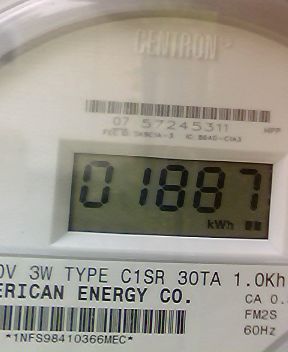 CENTRON
07 57245311
01887
kWh
0V 3W TYPE C1SR 30TA 1.0Kh
ERICAN ENERGY CO.
CA 0.
FM2S
60Hz
*1NFS98410366MEC*